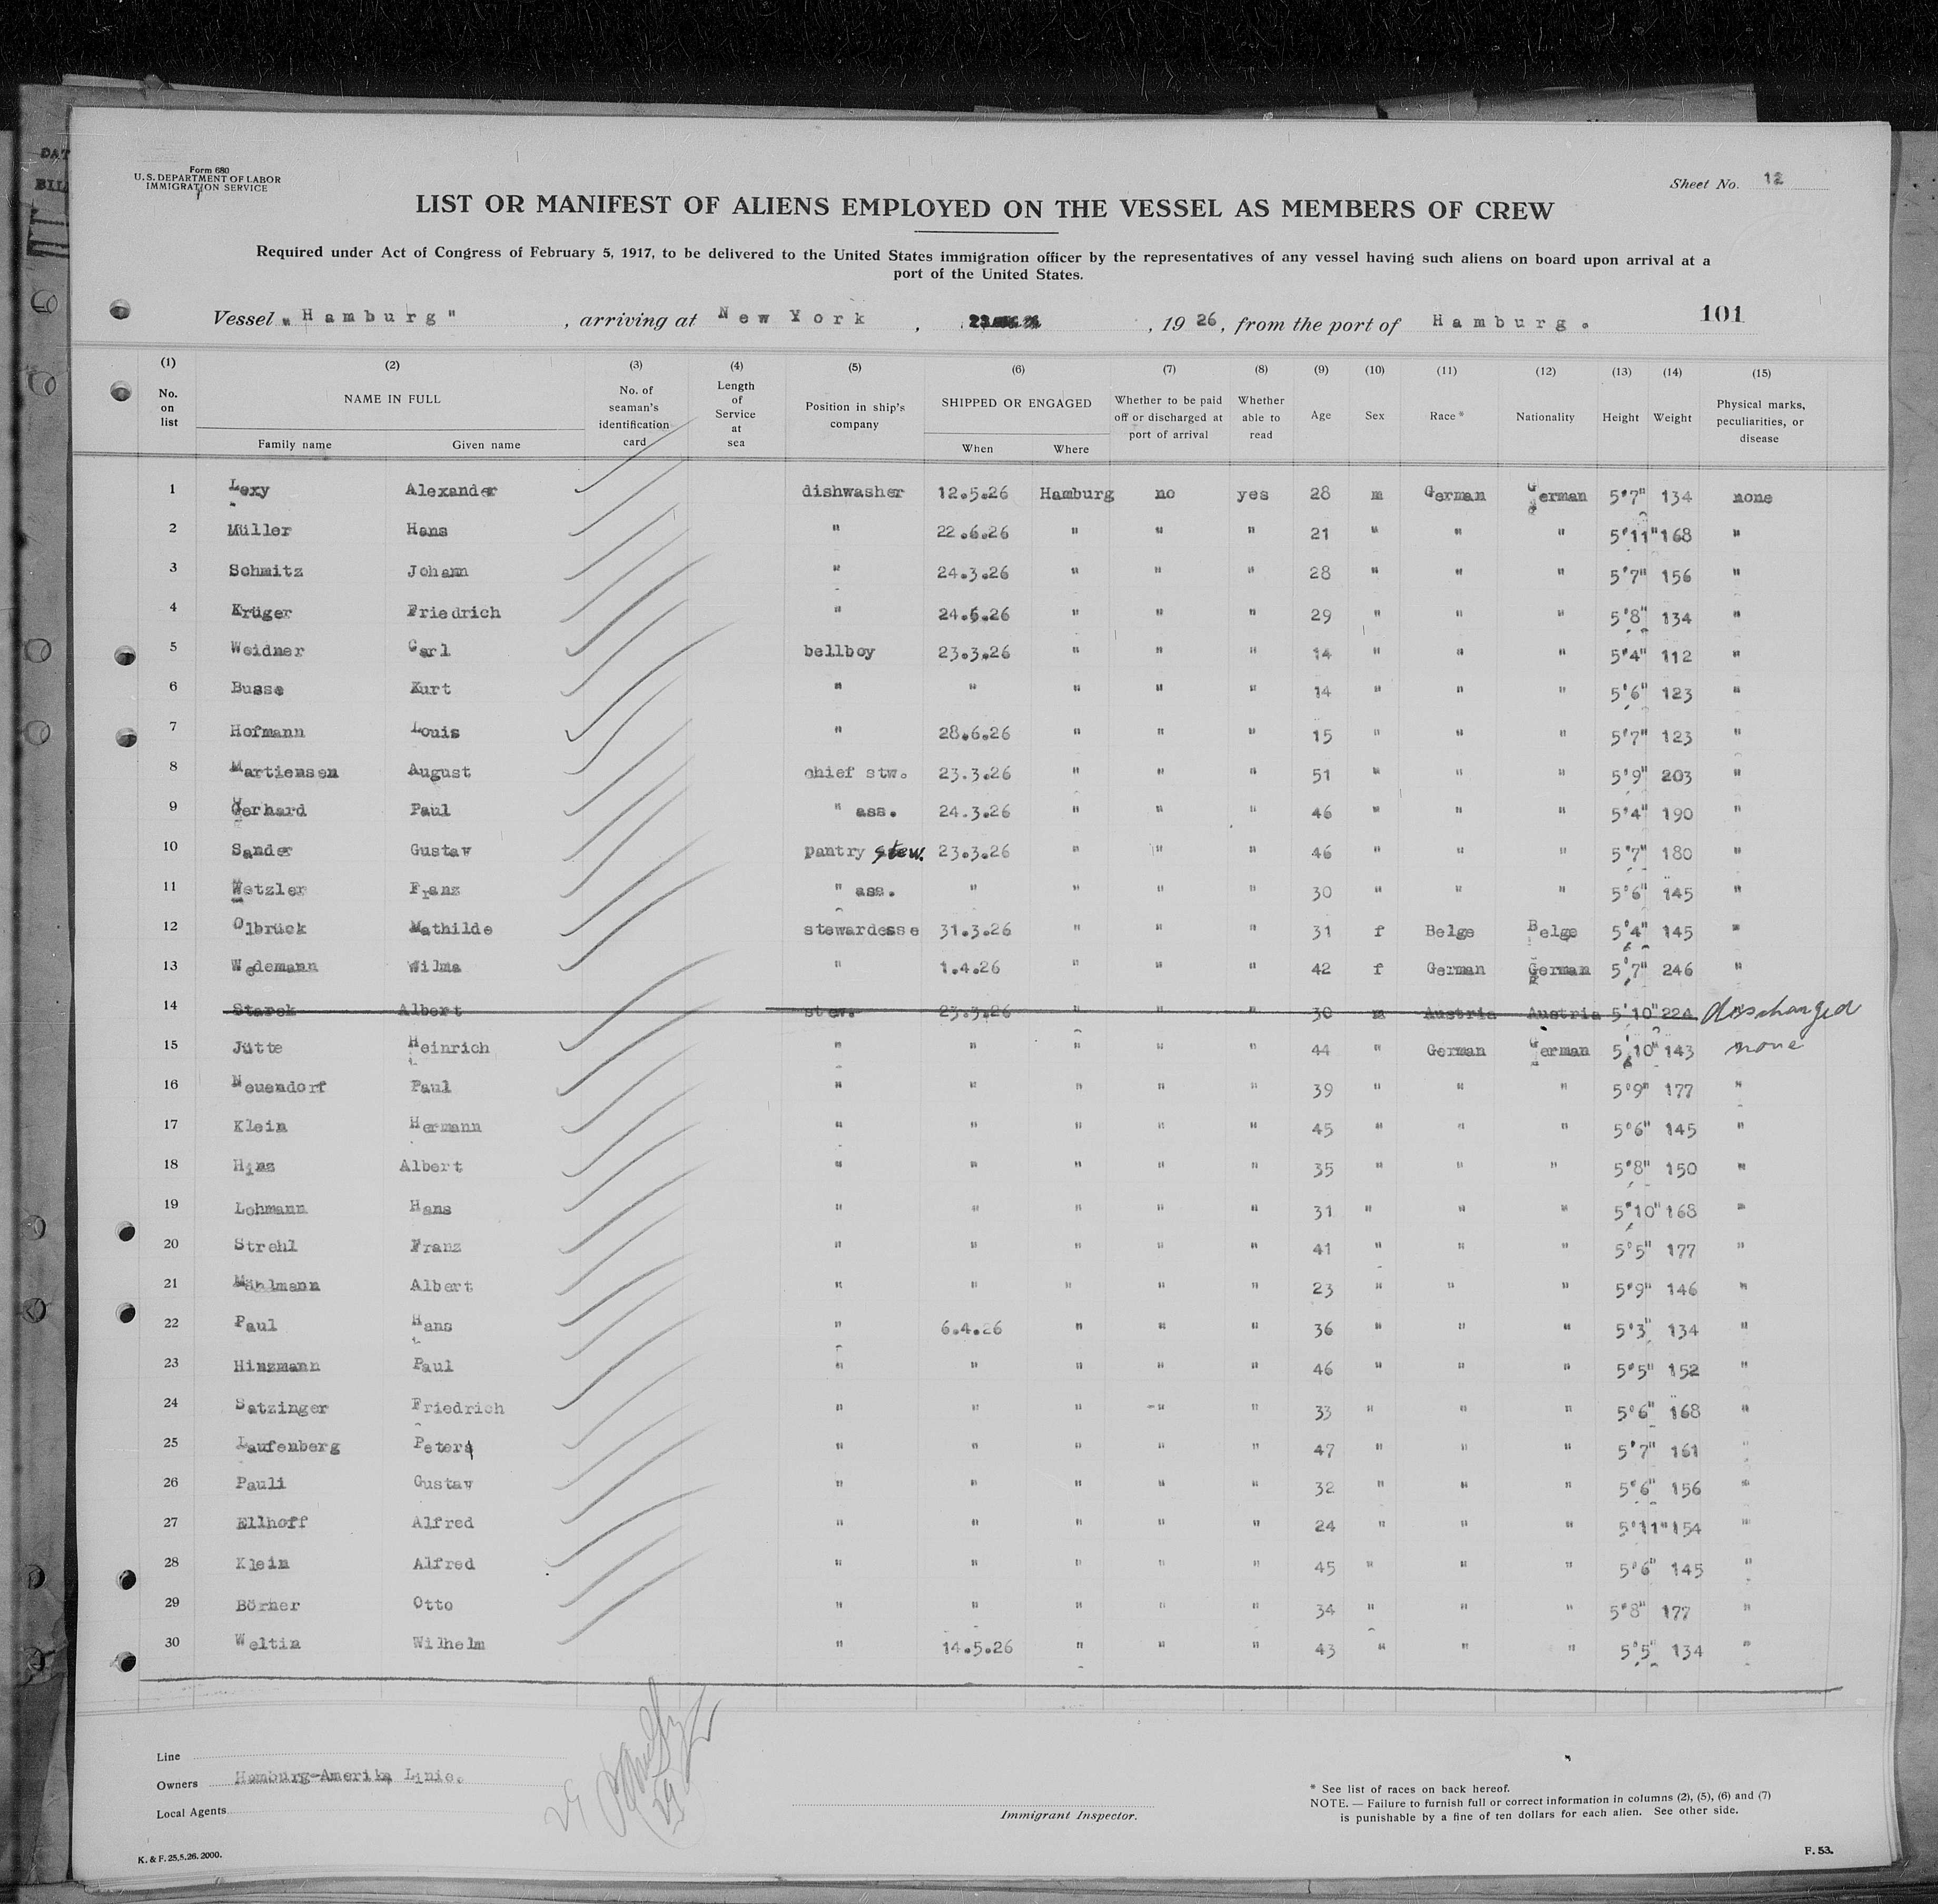 Form 680
U.S. DEPARTMENT OF LABOR
IMMIGRATION SERVICE
Sheet No. 12
LIST OR MANIFEST OF ALIENS EMPLOYED ON THE VESSEL AS MEMBERS OF CREW
Required under Act of Congress of February 5, 1917, to be delivered to the United States immigration officer by the representatives of any vessel having such aliens on board upon arrival at a
port of the United States.
Vessel „Hamburg", arriving at New York, 1926, from the port of Hamburg. 101
(1) (2) (3) (4) (5) (6) (7) (8) (9) (10) (11) (12) (13) (14) (15)
No. on list NAME IN FULL Family name Given name No. of seaman's identification card Length of Service at sea Position in ship's company SHIPPED OR ENGAGED When Where Whether to be paid off or discharged at port of arrival Whether able to read Age Sex Race* Nationality Height Weight Physical marks, peculiarities, or disease
1 Lexy Alexander dishwasher 12.5.26 Hamburg no yes 28 m German German 5'7" 134 none
2 Müller Hans " 22.6.26 " " " 21 " " " 5'11" 168 "
3 Schmitz Johann " 24.3.26 " " " 28 " " " 5'7" 156 "
4 Krüger Friedrich " 24.6.26 " " " 29 " " " 5'8" 134 "
5 Weidner Carl bellboy 23.3.26 " " " 14 " " " 5'4" 112 "
6 Busse Kurt " " " " " 14 " " " 5'6" 123 "
7 Hofmann Louis " 28.6.26 " " " 15 " " " 5'7" 123 "
8 Martiensen August chief stw. 23.3.26 " " " 51 " " " 5'9" 203 "
9 Gerhard Paul " ass. 24.3.26 " " " 46 " " " 5'4" 190 "
10 Sander Gustav pantry stew. 23.3.26 " " " 46 " " " 5'7" 180 "
11 Wetzler Franz " ass. " " " " 30 " " " 5'6" 145 "
12 Olbrück Mathilde stewardesse 31.3.26 " " " 31 f Belge Belge 5'4" 145 "
13 Wedemann Wilma " 1.4.26 " " " 42 f German German 5'7" 246 "
14 Starck Albert stew. 23.3.26 " " " 30 m Austria Austria 5'10" 224 discharged
15 Jütte Heinrich " " " " " 44 " German German 5'10" 143 none
16 Neuendorf Paul " " " " " 39 " " " 5'9" 177 "
17 Klein Hermann " " " " " 45 " " " 5'6" 145 "
18 Hinz Albert " " " " " 35 " " " 5'8" 150 "
19 Lohmann Hans " " " " " 31 " " " 5'10" 168 "
20 Strehl Franz " " " " " 41 " " " 5'5" 177 "
21 Albert " " " " " 23 " " " 5'9" 146 "
22 Paul Hans " 6.4.26 " " " 36 " " " 5'3" 134 "
23 Hinzmann Paul " " " " " 46 " " " 5'5" 152 "
24 Satzinger Friedrich " " " " " 33 " " " 5'6" 168 "
25 Laufenberg Peter " " " " " 47 " " " 5'7" 161 "
26 Pauli Gustav " " " " " 32 " " " 5'6" 156 "
27 Ellhoff Alfred " " " " " 24 " " " 5'11" 154 "
28 Klein Alfred " " " " " 45 " " " 5'6" 145 "
29 Börner Otto " " " " " 34 " " " 5'8" 177 "
30 Weltin Wilhelm " 14.5.26 " " " 43 " " " 5'5" 134 "
Line
Owners Hamburg-Amerika Linie.
Local Agents
Immigrant Inspector.
* See list of races on back hereof.
NOTE. — Failure to furnish full or correct information in columns (2), (5), (6) and (7)
is punishable by a fine of ten dollars for each alien. See other side.
K. & F. 25.5.26. 2000.
F. 53.